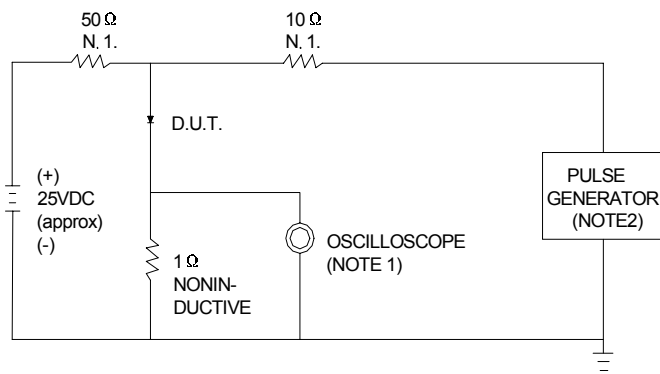 50 Ω
N. 1.
10 Ω
N. 1.
D.U.T.
(+)
25VDC
(approx)
(-)
PULSE
GENERATOR
(NOTE2)
1 Ω
NONIN-
DUCTIVE
OSCILLOSCOPE
(NOTE 1)